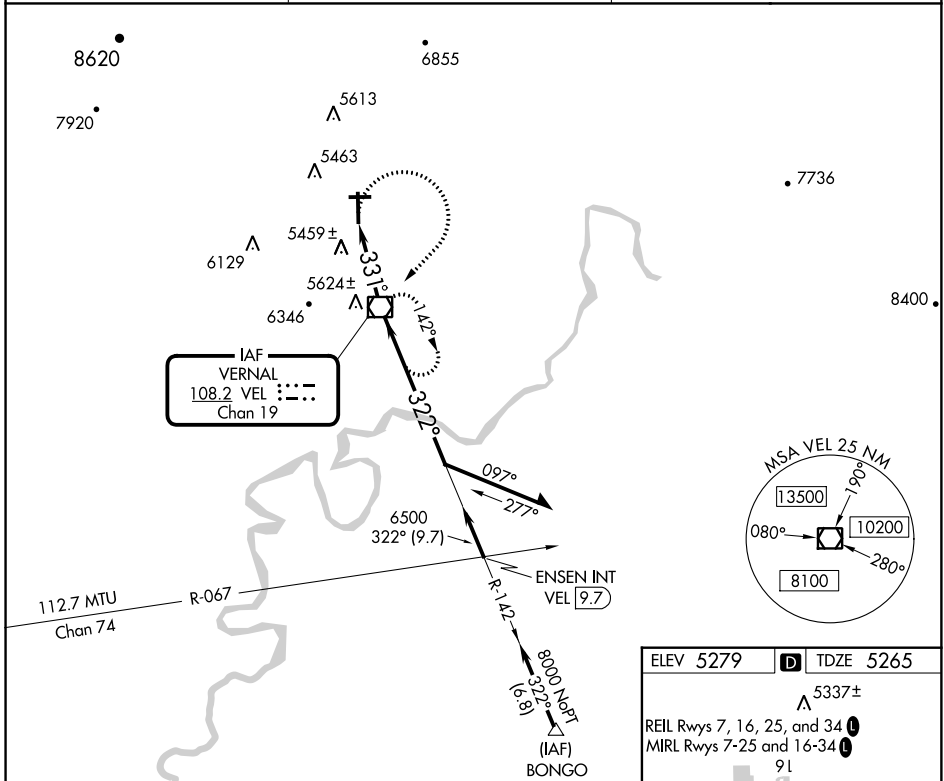 8620
6855
7920
5613
5463
7736
5459 ±
6129
331°
5624±
6346
8400
142°
IAF
VERNAL
108.2 VEL
Chan 19
322°
MSA VEL 25 NM
13500
190°
080°
10200
280°
8100
097°
277°
6500
322° (9.7)
ENSEN INT
VEL 9.7
112.7 MTU
R-067
Chan 74
R-142
8000 NoPT
322°
(6.8)
(IAF)
BONGO
ELEV 5279 D TDZE 5265
5337±
REIL Rwys 7, 16, 25, and 34 L
MIRL Rwys 7-25 and 16-34 L
91